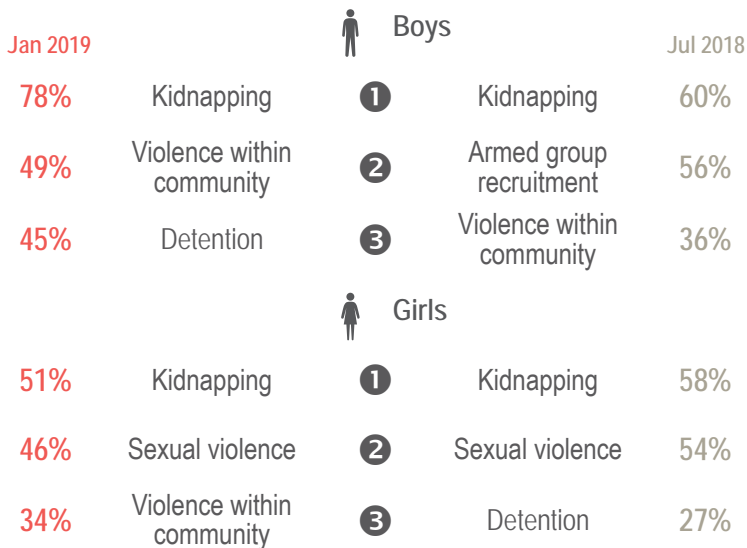 Boys
Jan 2019 Jul 2018
78% Kidnapping 1 Kidnapping 60%
49% Violence within community 2 Armed group recruitment 56%
45% Detention 3 Violence within community 36%
Girls
51% Kidnapping 1 Kidnapping 58%
46% Sexual violence 2 Sexual violence 54%
34% Violence within community 3 Detention 27%